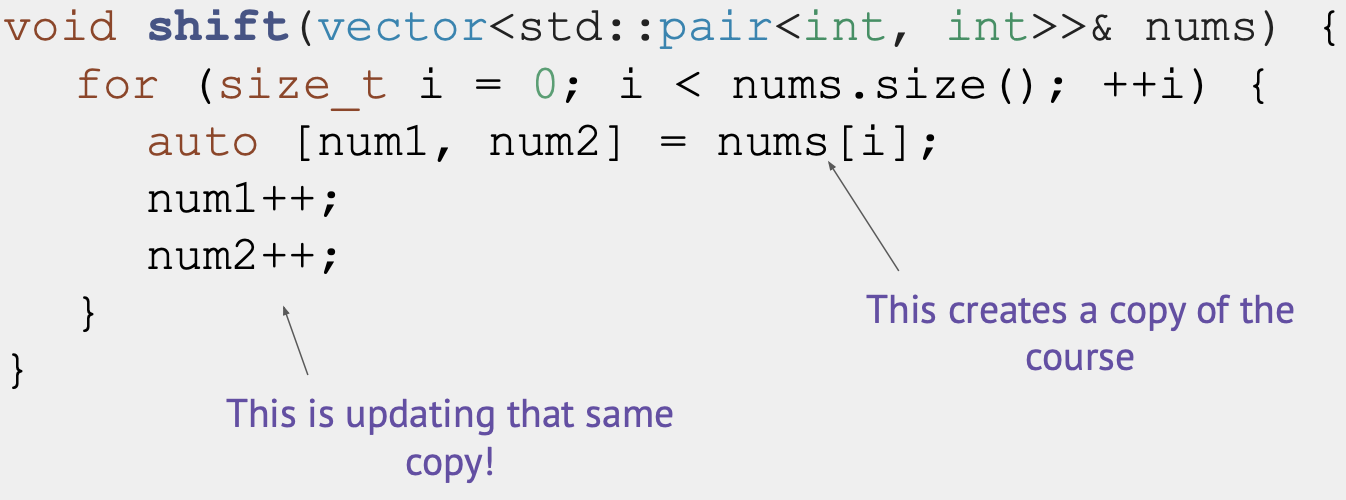 void shift(vector<std::pair<int, int>>& nums) {
for (size_t i = 0; i < nums.size(); ++i) {
auto [num1, num2] = nums[i];
num1++;
num2++;
}
}
This creates a copy of the
course
This is updating that same
copy!